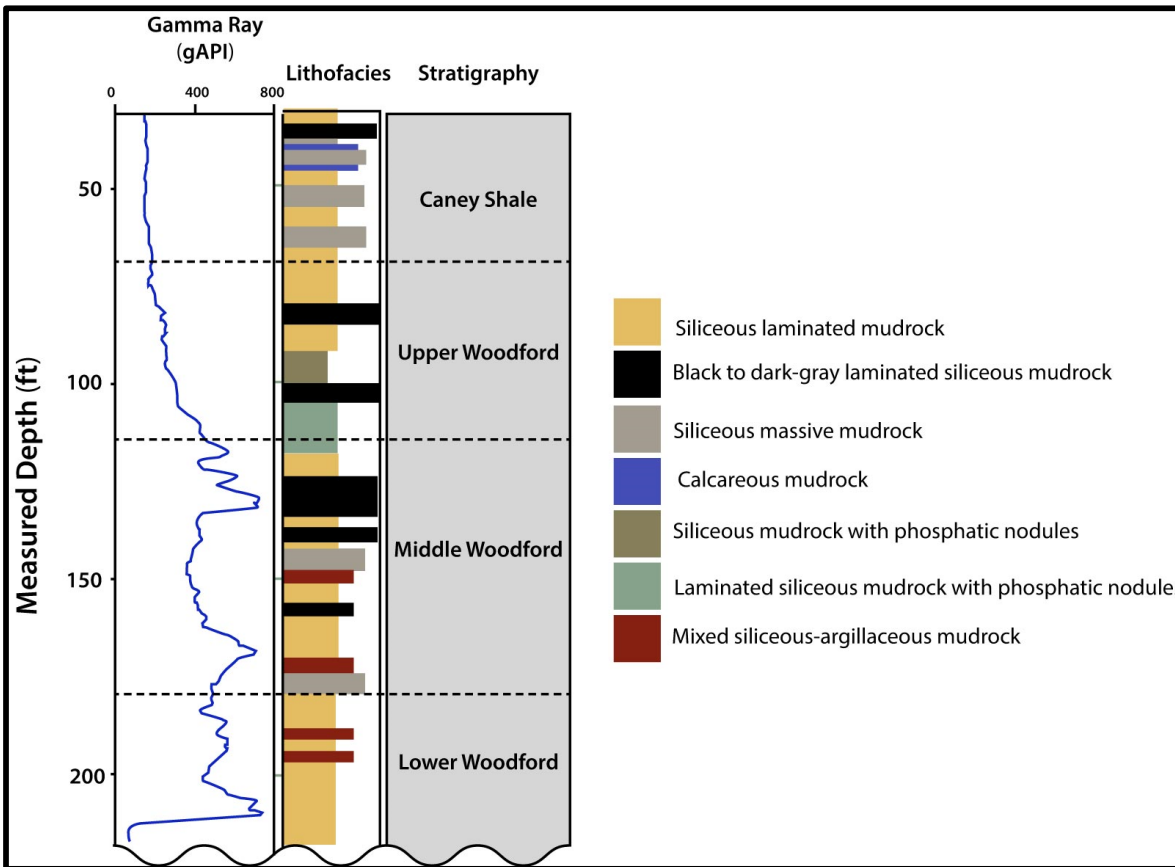 Gamma Ray
(gAPI)
Lithofacies
Stratigraphy
0
400
800
Measured Depth (ft)
50
100
150
200
Caney Shale
Upper Woodford
Middle Woodford
Lower Woodford
Siliceous laminated mudrock
Black to dark-gray laminated siliceous mudrock
Siliceous massive mudrock
Calcareous mudrock
Siliceous mudrock with phosphatic nodules
Laminated siliceous mudrock with phosphatic nodule
Mixed siliceous-argillaceous mudrock